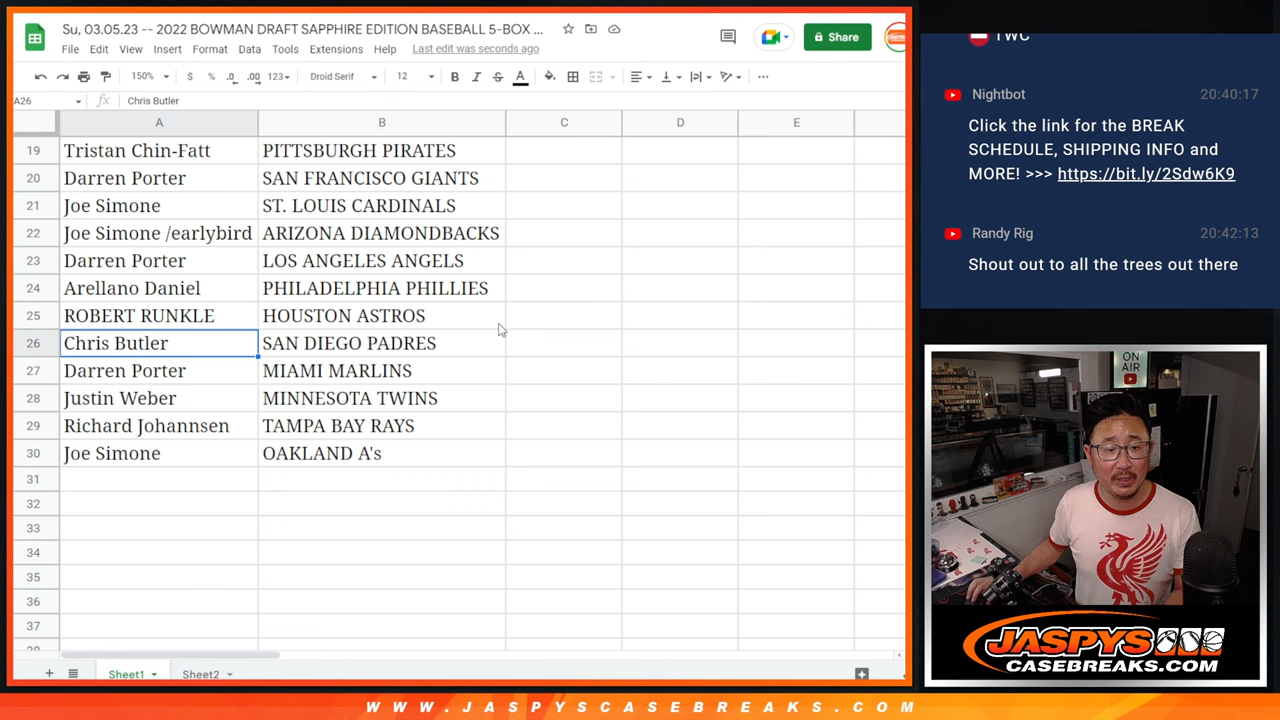 Su, 03.05.23 -- 2022 BOWMAN DRAFT SAPPHIRE EDITION BASEBALL 5-BOX ...
File Edit View Insert Format Data Tools Extensions Help Last edit was seconds ago
Share
150% $ % .0 .00 123 Droid Serif 12 B I S A
A26 fx Chris Butler
A B C D E
19 Tristan Chin-Fatt PITTSBURGH PIRATES
20 Darren Porter SAN FRANCISCO GIANTS
21 Joe Simone ST. LOUIS CARDINALS
22 Joe Simone /earlybird ARIZONA DIAMONDBACKS
23 Darren Porter LOS ANGELES ANGELS
24 Arellano Daniel PHILADELPHIA PHILLIES
25 ROBERT RUNKLE HOUSTON ASTROS
26 Chris Butler SAN DIEGO PADRES
27 Darren Porter MIAMI MARLINS
28 Justin Weber MINNESOTA TWINS
29 Richard Johannsen TAMPA BAY RAYS
30 Joe Simone OAKLAND A's
31
32
33
34
35
36
37
Sheet1 Sheet2
TWC
Nightbot 20:40:17
Click the link for the BREAK
SCHEDULE, SHIPPING INFO and
MORE! >>> https://bit.ly/2Sdw6K9
Randy Rig 20:42:13
Shout out to all the trees out there
ON
AIR
JASPYS
CASEBREAKS.COM
WWW.JASPYSCASEBREAKS.COM